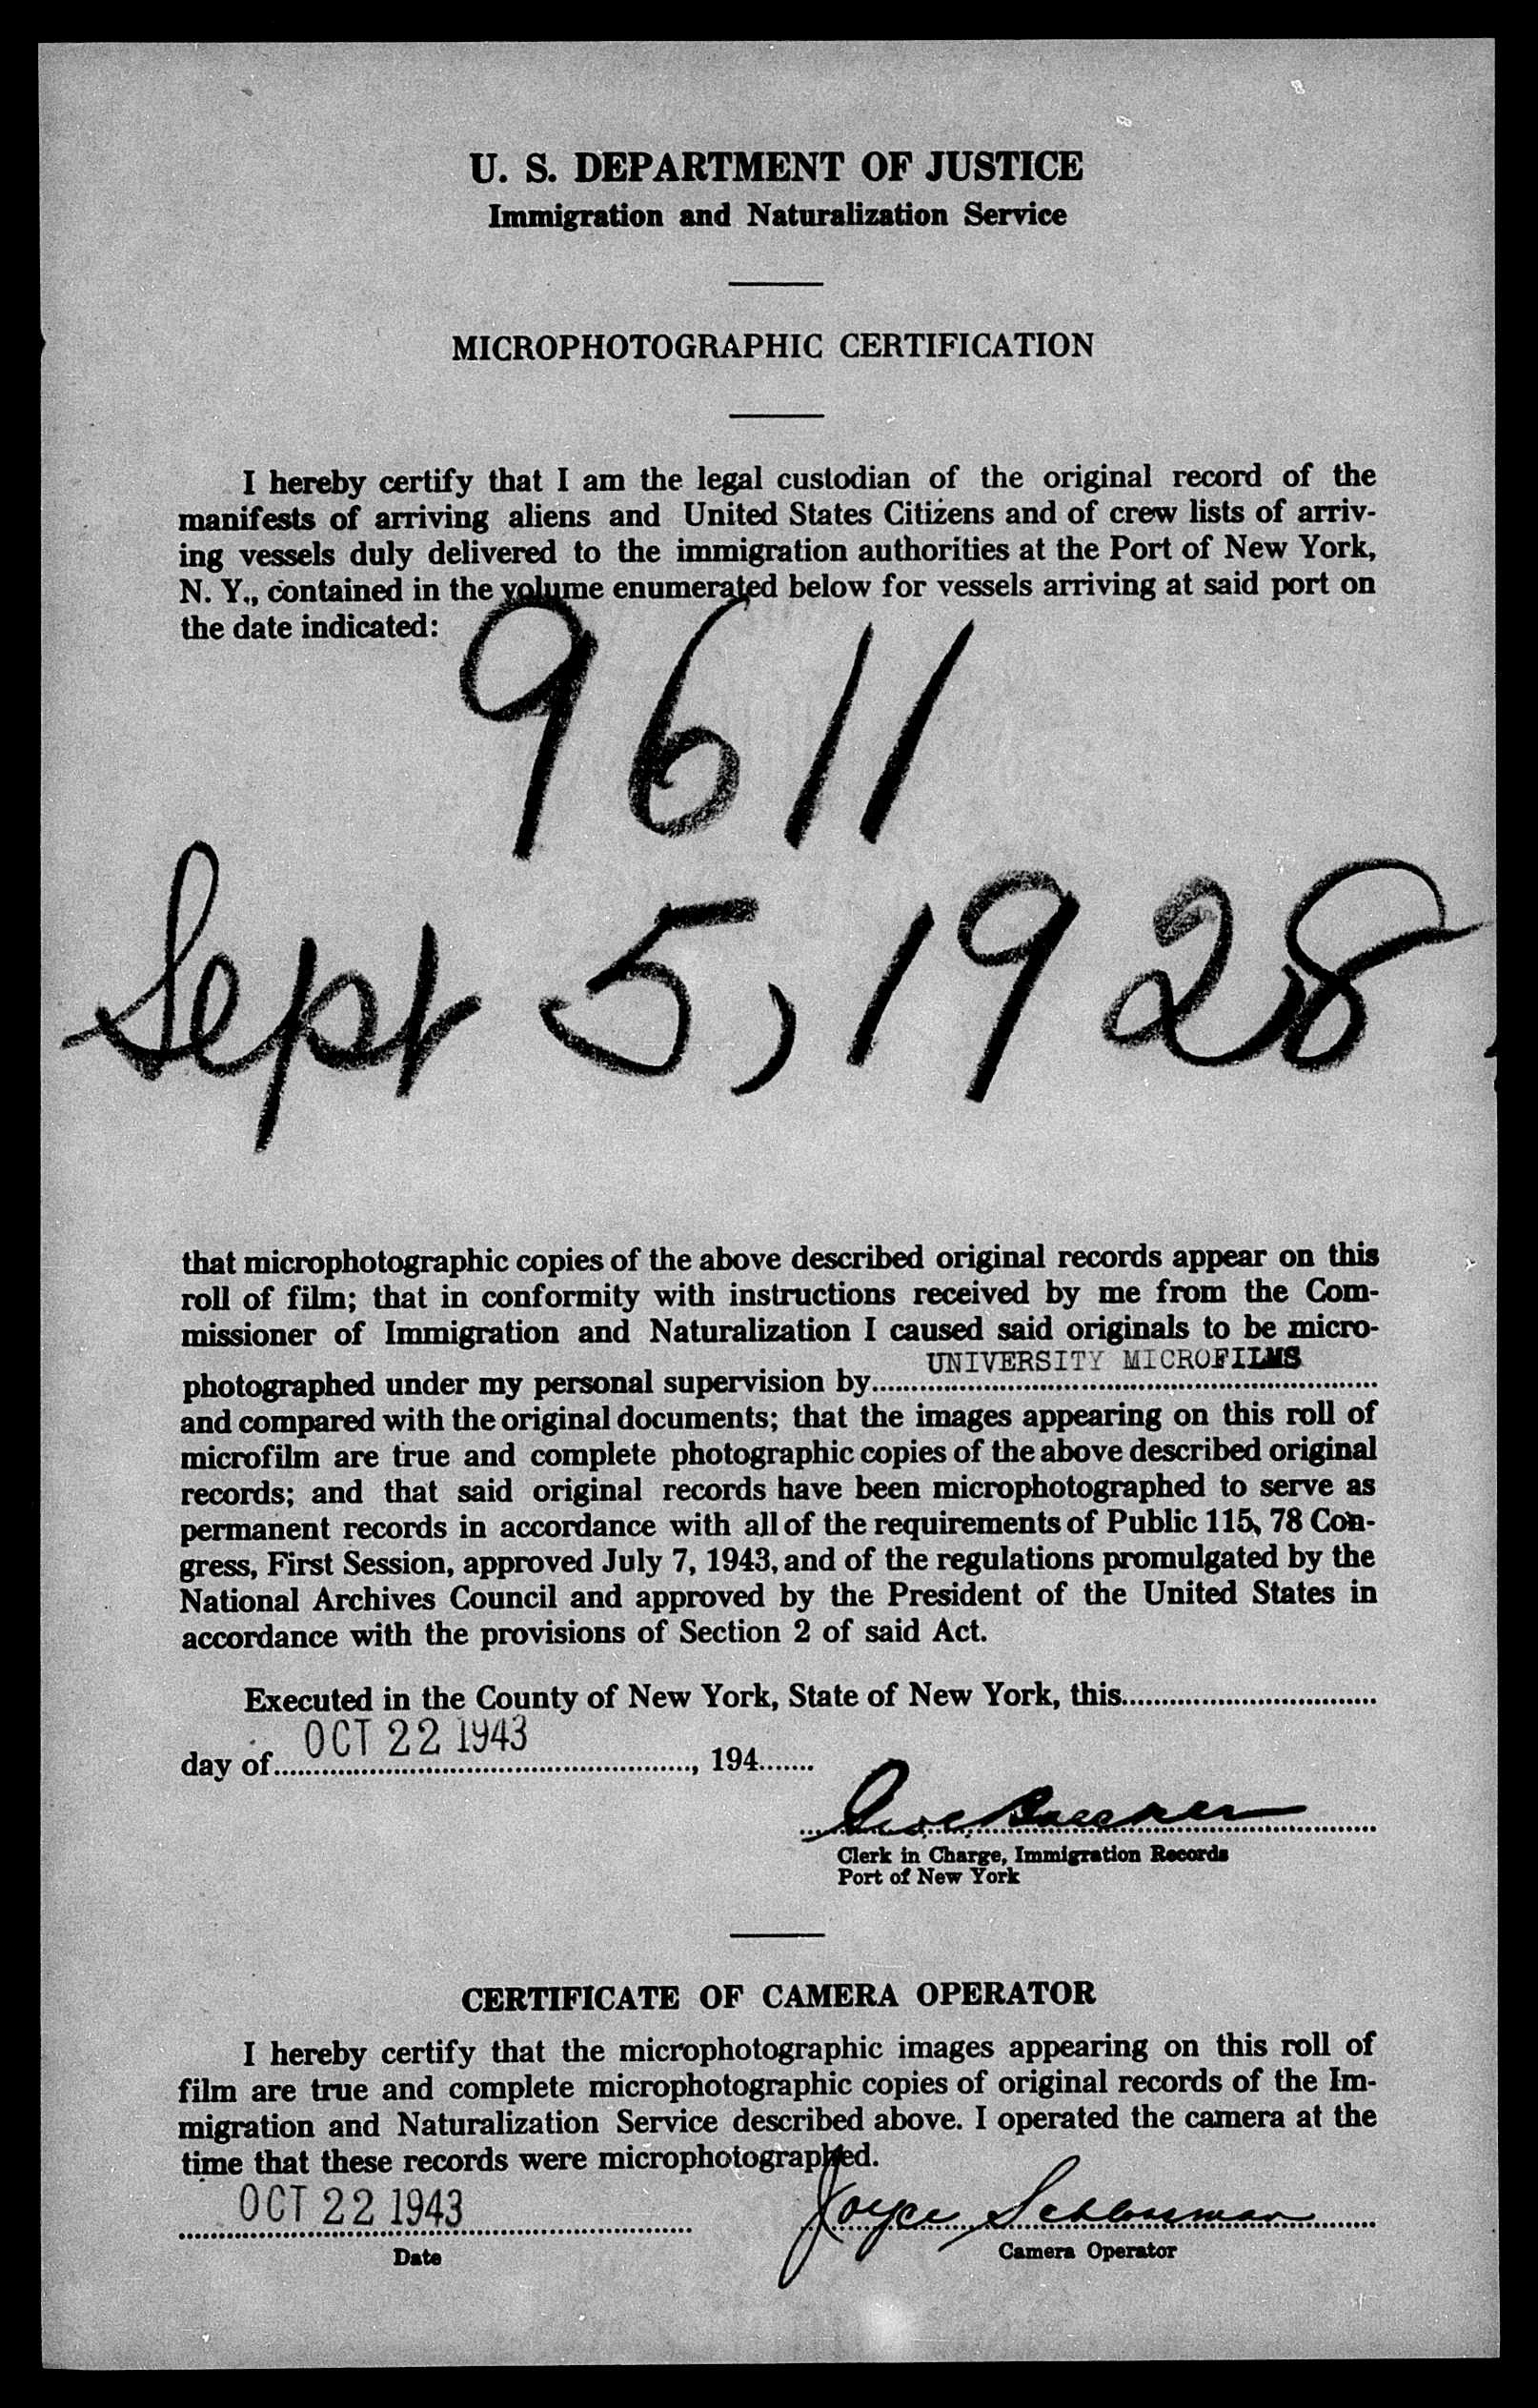 U. S. DEPARTMENT OF JUSTICE
Immigration and Naturalization Service
MICROPHOTOGRAPHIC CERTIFICATION
I hereby certify that I am the legal custodian of the original record of the
manifests of arriving aliens and United States Citizens and of crew lists of arriv-
ing vessels duly delivered to the immigration authorities at the Port of New York,
N. Y., contained in the volume enumerated below for vessels arriving at said port on
the date indicated:
9611
Sept 5, 1928
that microphotographic copies of the above described original records appear on this
roll of film; that in conformity with instructions received by me from the Com-
missioner of Immigration and Naturalization I caused said originals to be micro-
UNIVERSITY MICROFILMS
photographed under my personal supervision by
and compared with the original documents; that the images appearing on this roll of
microfilm are true and complete photographic copies of the above described original
records; and that said original records have been microphotographed to serve as
permanent records in accordance with all of the requirements of Public 115, 78 Con-
gress, First Session, approved July 7, 1943, and of the regulations promulgated by the
National Archives Council and approved by the President of the United States in
accordance with the provisions of Section 2 of said Act.
Executed in the County of New York, State of New York, this
OCT 22 1943
day of, 194
Clerk in Charge, Immigration Records
Port of New York
CERTIFICATE OF CAMERA OPERATOR
I hereby certify that the microphotographic images appearing on this roll of
film are true and complete microphotographic copies of original records of the Im-
migration and Naturalization Service described above. I operated the camera at the
time that these records were microphotographed.
OCT 22 1943
Joyce
Date
Camera Operator